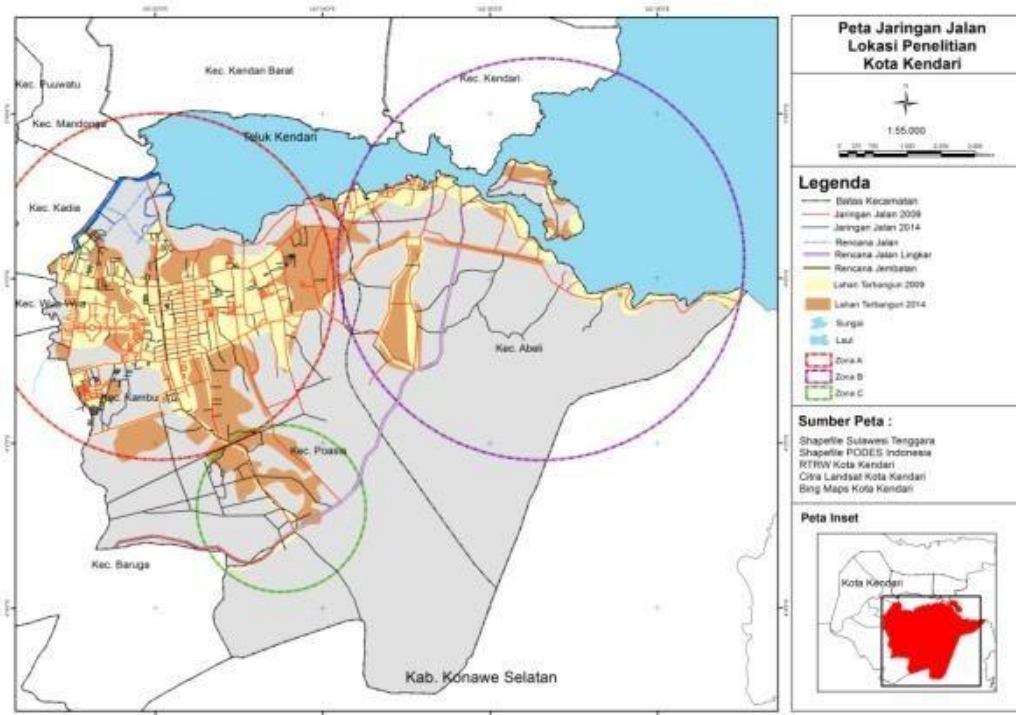 Peta Jaringan Jalan
Lokasi Penelitian
Kota Kendari
N
1:55.000
Legenda
Batas Kecamatan
Jaringan Jalan 2009
Jaringan Jalan 2014
Rencana Jalan
Rencana Jalan Lingkar
Rencana Jembatan
Lahan Terbangun 2009
Lahan Terbangun 2014
Sungai
Laut
Zona A
Zona B
Zona C
Sumber Peta :
Shapefile Sulawesi Tenggara
Shapefile PODES Indonesia
RTRW Kota Kendari
Citra Landsat Kota Kendari
Bing Maps Kota Kendari
Peta Inset
Kota Kendari
Kec. Kendari Barat
Kec. Kendari
Kec. Puuwatu
Kec. Mandonga
Teluk Kendari
Kec. Kadia
Kec. Wua-Wua
Kec. Abeli
Kec. Kambu
Kec. Poasia
Kec. Baruga
Kab. Konawe Selatan